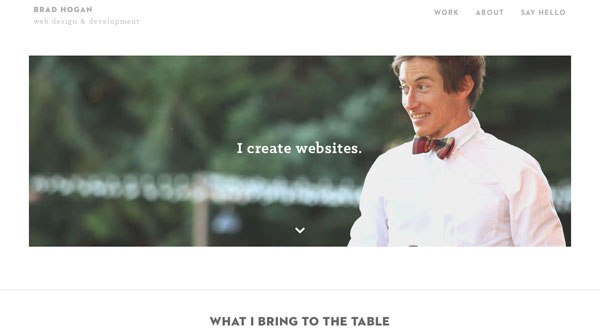 BRAD HOGAN
web design & development
WORK ABOUT SAY HELLO
I create websites.
WHAT I BRING TO THE TABLE